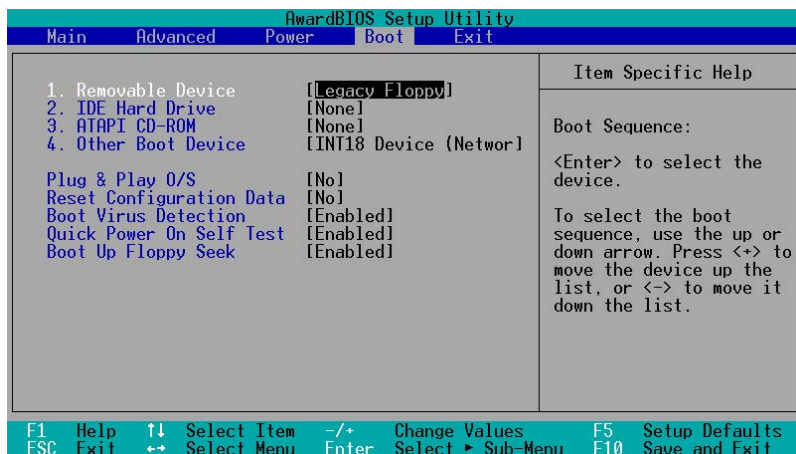 AwardBIOS Setup Utility
Main Advanced Power Boot Exit
1. Removable Device [Legacy Floppy]
2. IDE Hard Drive [None]
3. ATAPI CD-ROM [None]
4. Other Boot Device [INT18 Device (Networ]
Plug & Play O/S [No]
Reset Configuration Data [No]
Boot Virus Detection [Enabled]
Quick Power On Self Test [Enabled]
Boot Up Floppy Seek [Enabled]
Item Specific Help
Boot Sequence:
<Enter> to select the
device.
To select the boot
sequence, use the up or
down arrow. Press <+> to
move the device up the
list, or <-> to move it
down the list.
F1 Help ↑↓ Select Item -/+ Change Values F5 Setup Defaults
ESC Exit ←→ Select Menu Enter Select ► Sub-Menu F10 Save and Exit